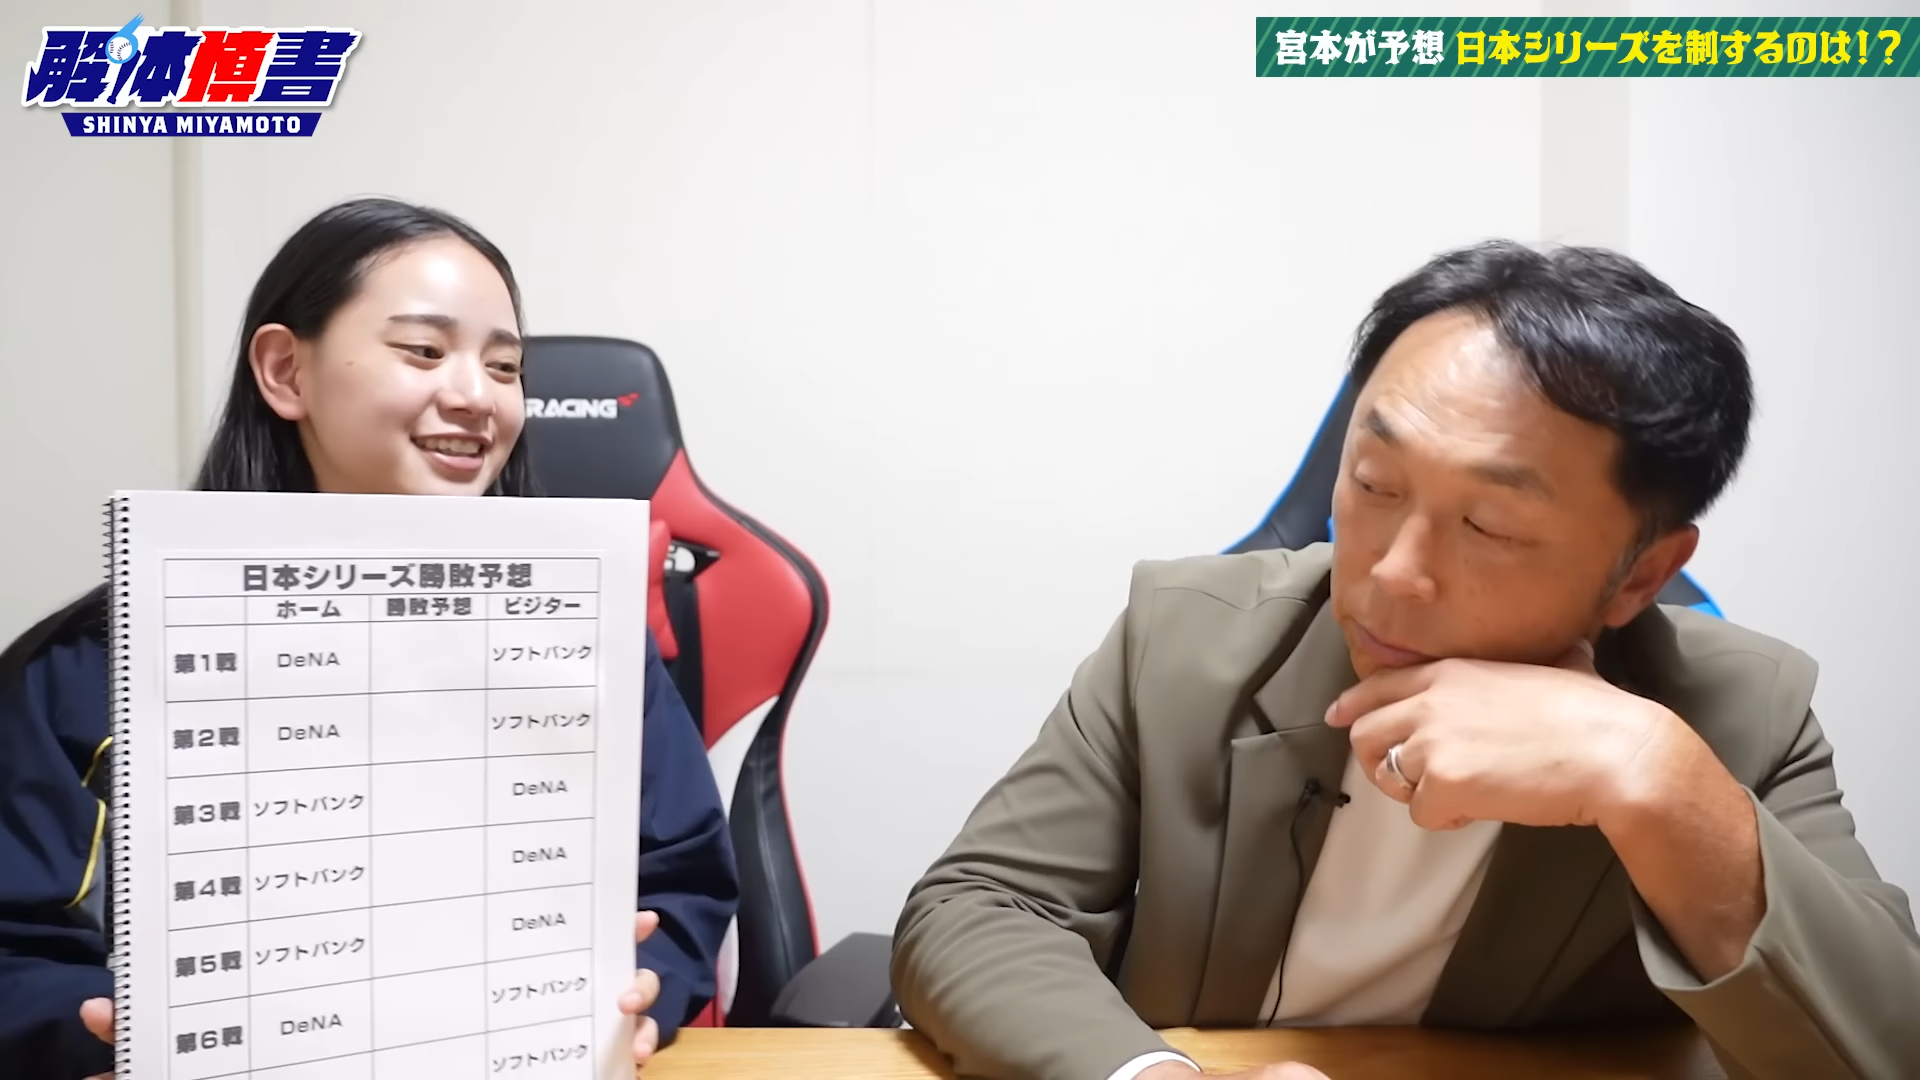 解体慎書
SHINYA MIYAMOTO
宮本が予想 日本シリーズを制するのは!?
RACING
日本シリーズ勝敗予想
ホーム 勝敗予想 ビジター
第1戦 DeNA ソフトバンク
第2戦 DeNA ソフトバンク
第3戦 ソフトバンク DeNA
第4戦 ソフトバンク DeNA
第5戦 ソフトバンク DeNA
第6戦 DeNA ソフトバンク
ソフトバンク